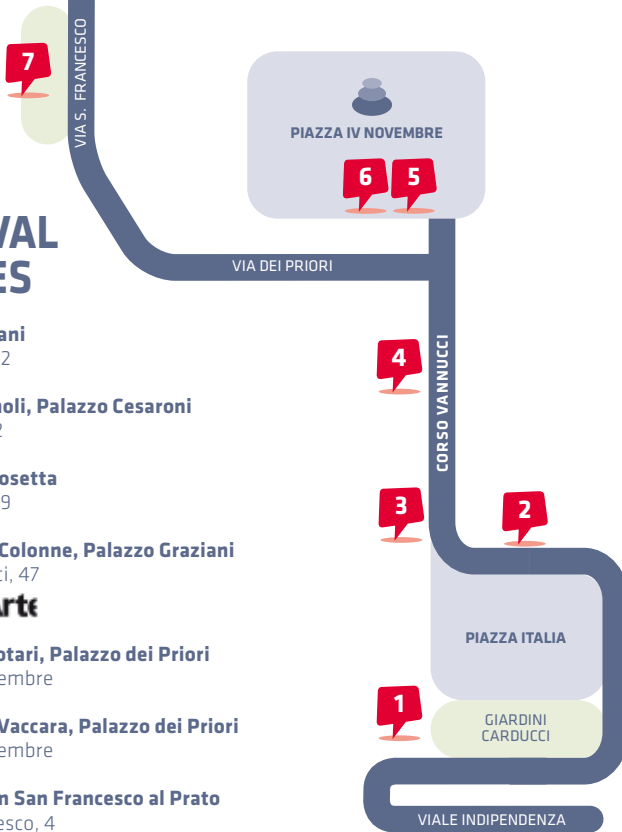 7
VIA S. FRANCESCO
PIAZZA IV NOVEMBRE
6 5
VAL
ES
VIA DEI PRIORI
ani
2
4
CORSO VANNUCCI
noli, Palazzo Cesaroni
2
osetta
9
3
2
Colonne, Palazzo Graziani
ci, 47
Arte
PIAZZA ITALIA
otari, Palazzo dei Priori
embre
1
GIARDINI
CARDUCCI
Vaccara, Palazzo dei Priori
embre
m San Francesco al Prato
esco, 4
VIALE INDIPENDENZA